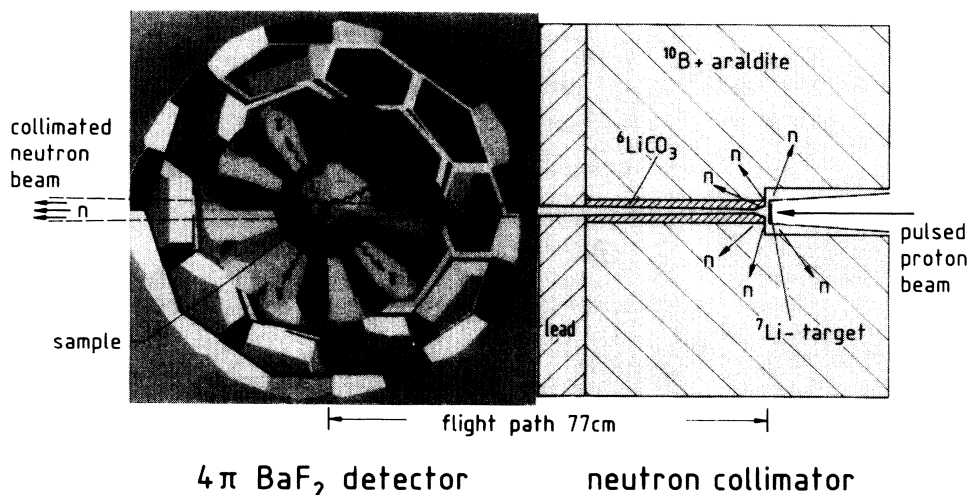 collimated
neutron
beam
n
sample
¹⁰B + araldite
⁶LiCO₃
n
n
n
n
n
n
pulsed
proton
beam
lead
⁷Li- target
flight path 77cm
4π BaF₂ detector
neutron collimator